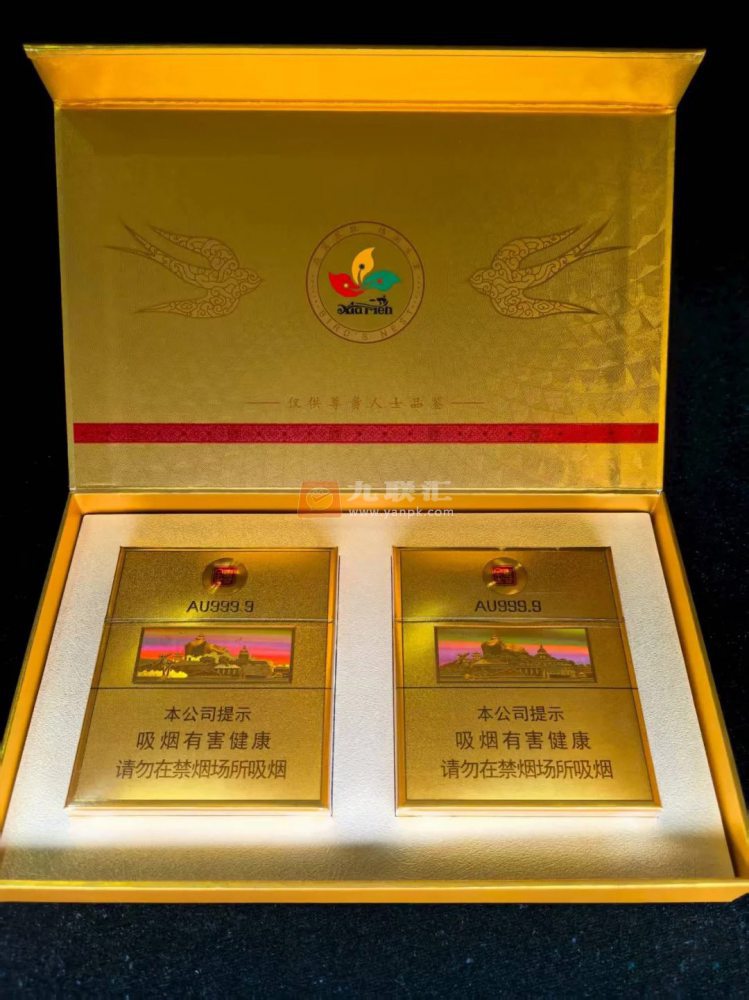 Xiamen
BIRD'S NEST
仅供尊贵人士品鉴
九联汇
www.yanpk.com
AU999.9
本公司提示
吸烟有害健康
请勿在禁烟场所吸烟
AU999.9
本公司提示
吸烟有害健康
请勿在禁烟场所吸烟